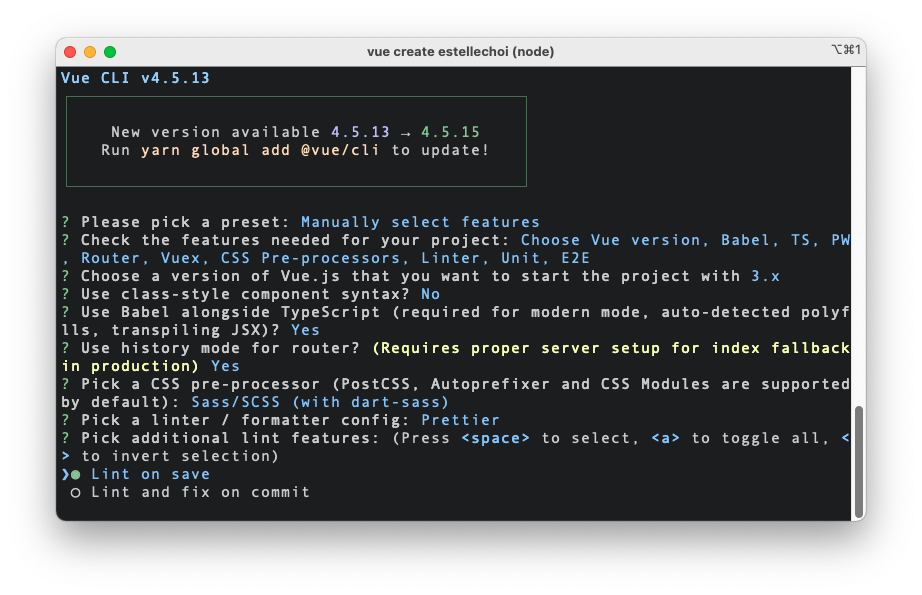 vue create estellechoi (node)
⌥⌘1
Vue CLI v4.5.13
New version available 4.5.13 → 4.5.15
Run yarn global add @vue/cli to update!
? Please pick a preset: Manually select features
? Check the features needed for your project: Choose Vue version, Babel, TS, PW
, Router, Vuex, CSS Pre-processors, Linter, Unit, E2E
? Choose a version of Vue.js that you want to start the project with 3.x
? Use class-style component syntax? No
? Use Babel alongside TypeScript (required for modern mode, auto-detected polyf
lls, transpiling JSX)? Yes
? Use history mode for router? (Requires proper server setup for index fallback
in production) Yes
? Pick a CSS pre-processor (PostCSS, Autoprefixer and CSS Modules are supported
by default): Sass/SCSS (with dart-sass)
? Pick a linter / formatter config: Prettier
? Pick additional lint features: (Press <space> to select, <a> to toggle all, <
> to invert selection)
❯● Lint on save
○ Lint and fix on commit